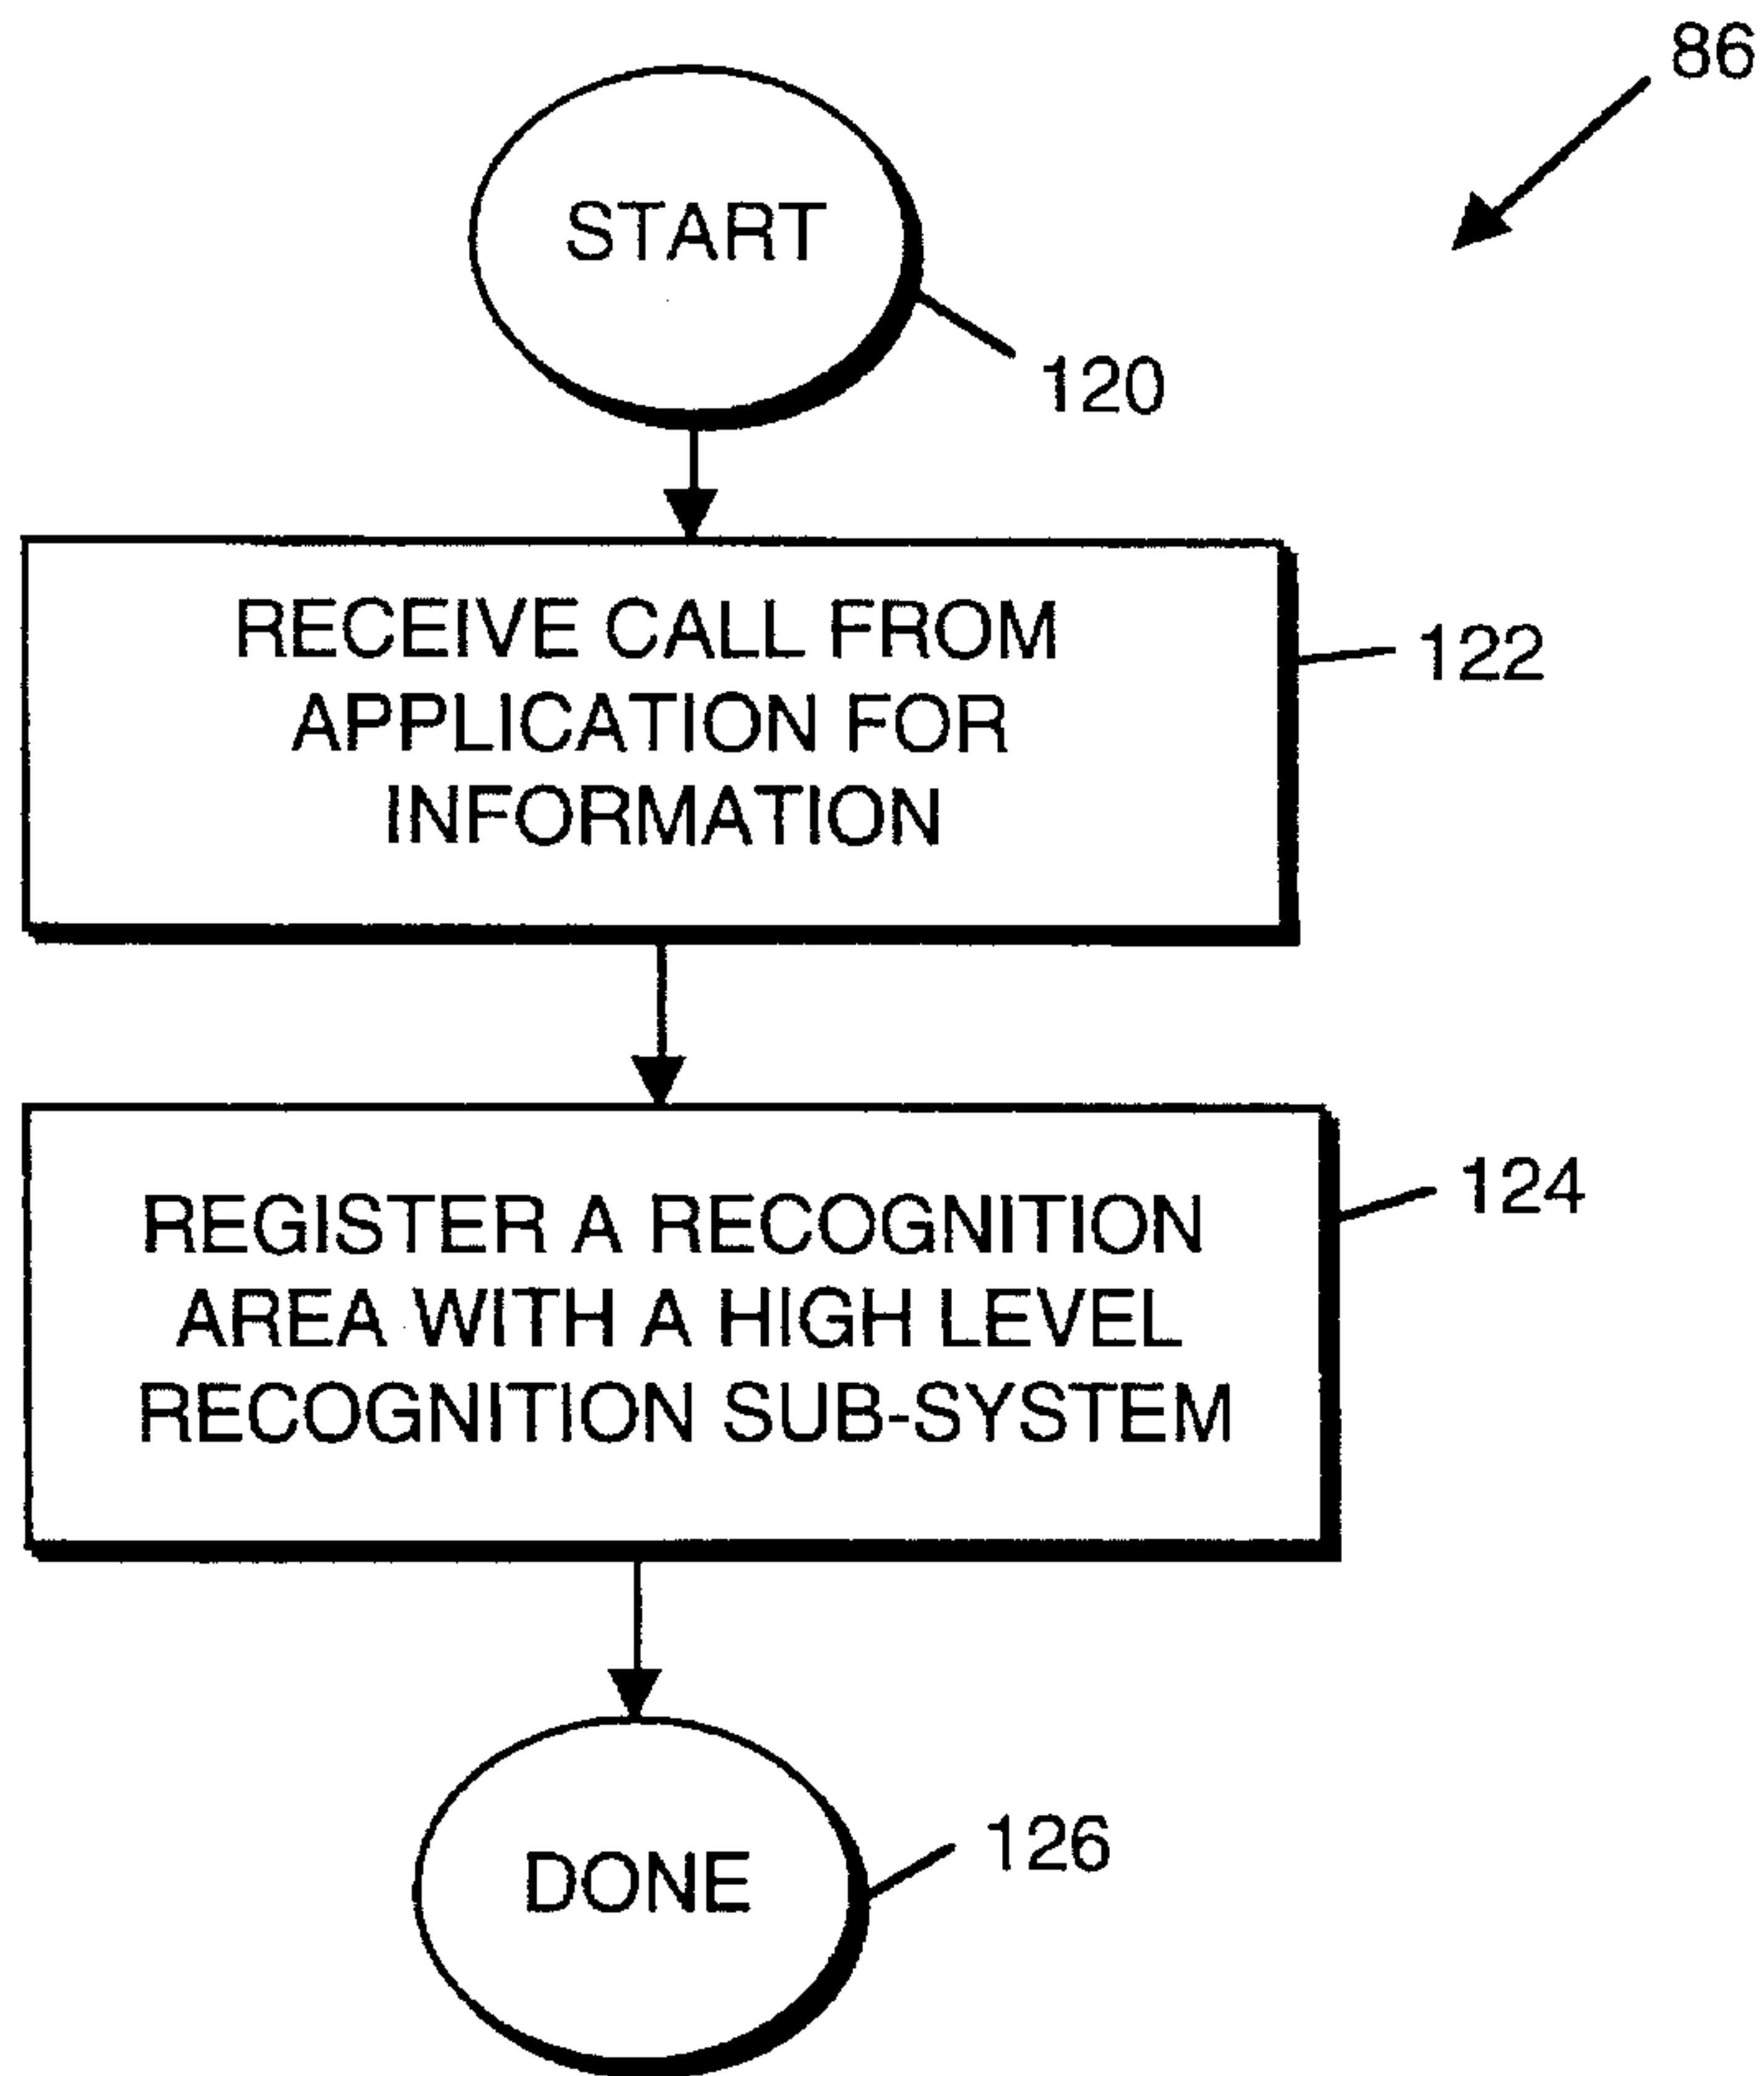 86
START
120
RECEIVE CALL FROM
APPLICATION FOR
INFORMATION
122
REGISTER A RECOGNITION
AREA WITH A HIGH LEVEL
RECOGNITION SUB-SYSTEM
124
DONE
126